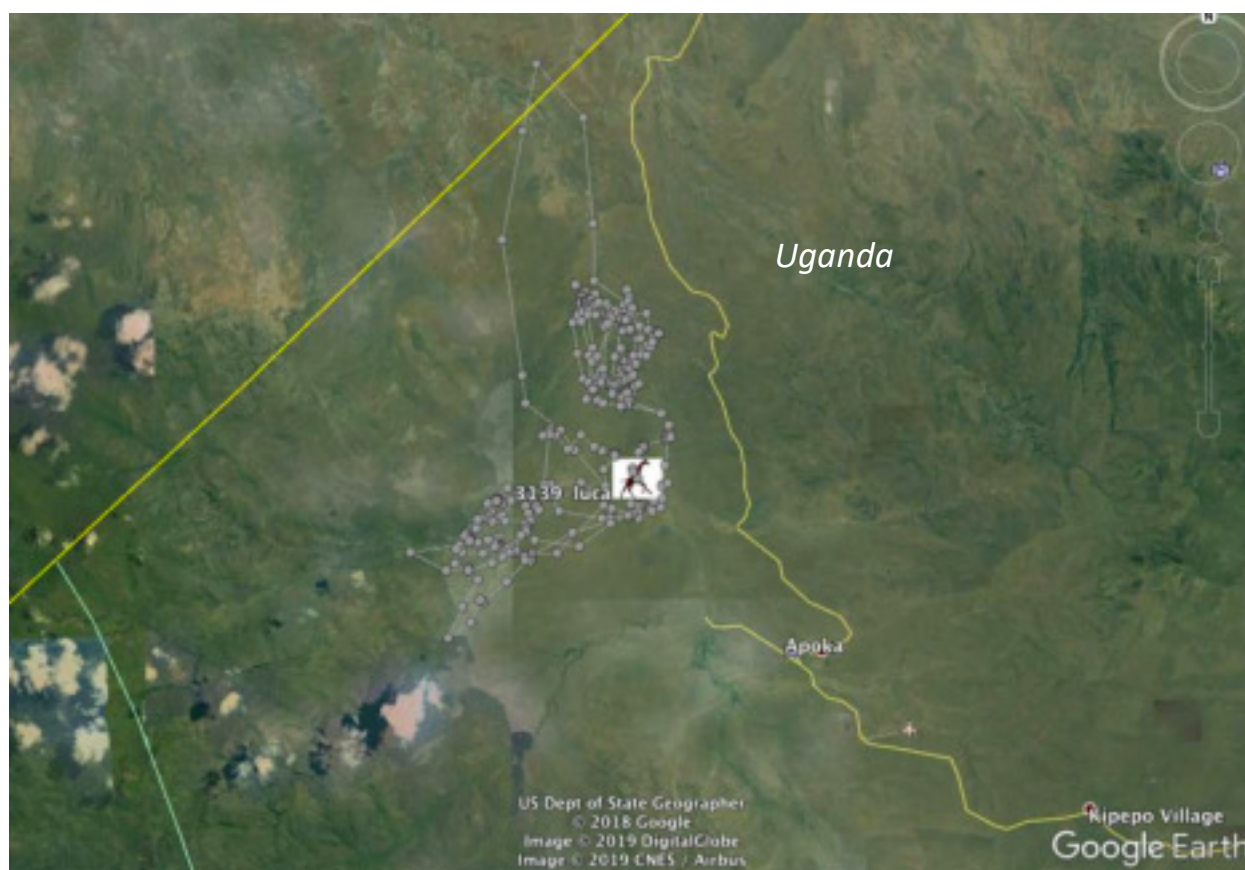 N
Uganda
3139 luca
Apoka
Kipepo Village
US Dept of State Geographer
© 2018 Google
Image © 2019 DigitalGlobe
Image © 2019 CNES / Airbus
Google Earth